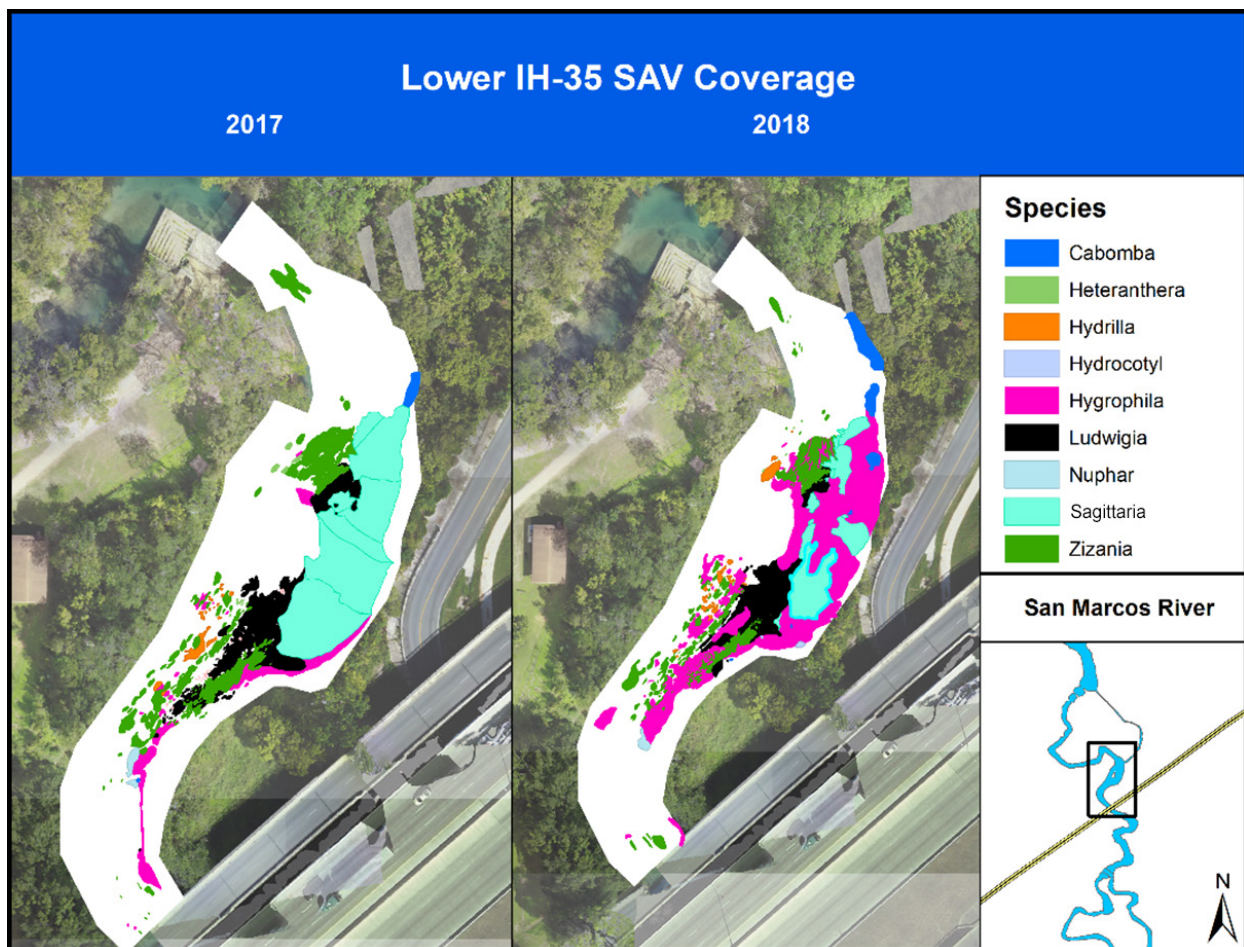 Lower IH-35 SAV Coverage
2017
2018
Species
Cabomba
Heteranthera
Hydrilla
Hydrocotyl
Hygrophila
Ludwigia
Nuphar
Sagittaria
Zizania
San Marcos River
N